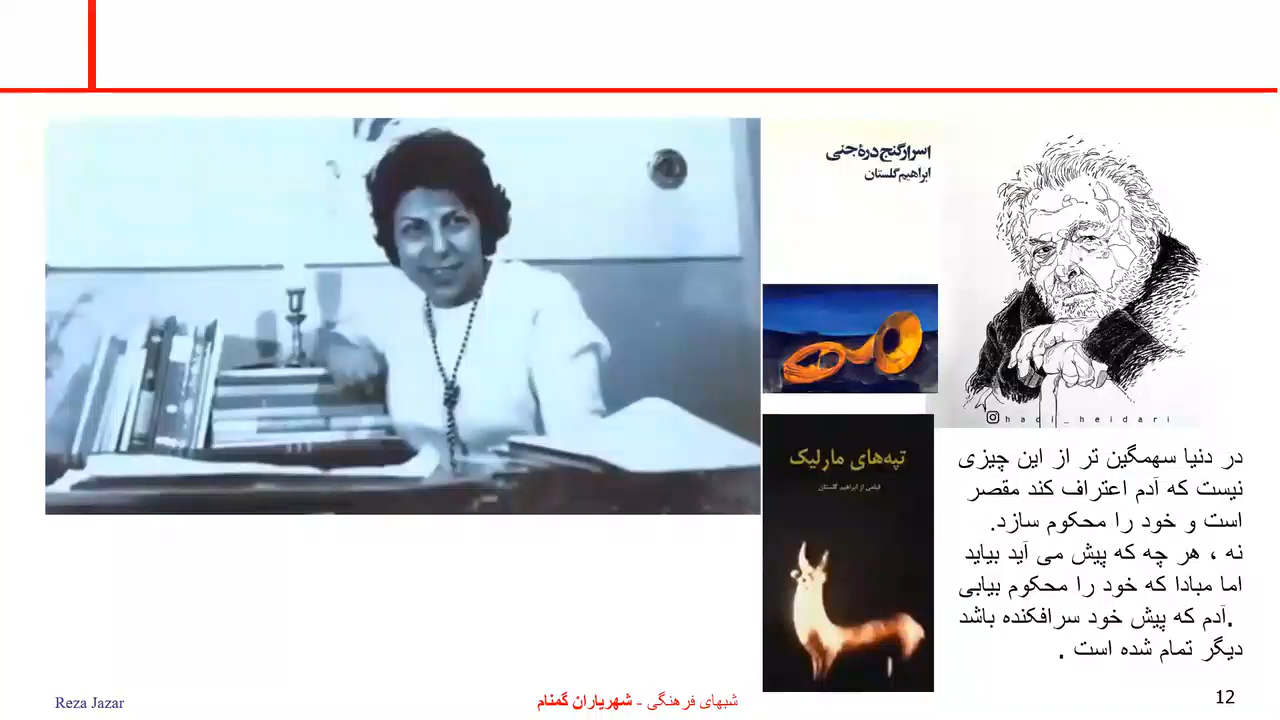 اسرار گنج درهٔ جنی
ابراهیم گلستان
hadi_heidari
تپه‌های مارلیک
فیلمی از ابراهیم گلستان
در دنیا سهمگین تر از این چیزی
نیست که آدم اعتراف کند مقصر
است و خود را محکوم سازد.
نه ، هر چه که پیش می آید بیاید
اما مبادا که خود را محکوم بیابی
.آدم که پیش خود سرافکنده باشد
دیگر تمام شده است .
Reza Jazar
شبهای فرهنگی - شهریاران گمنام
12